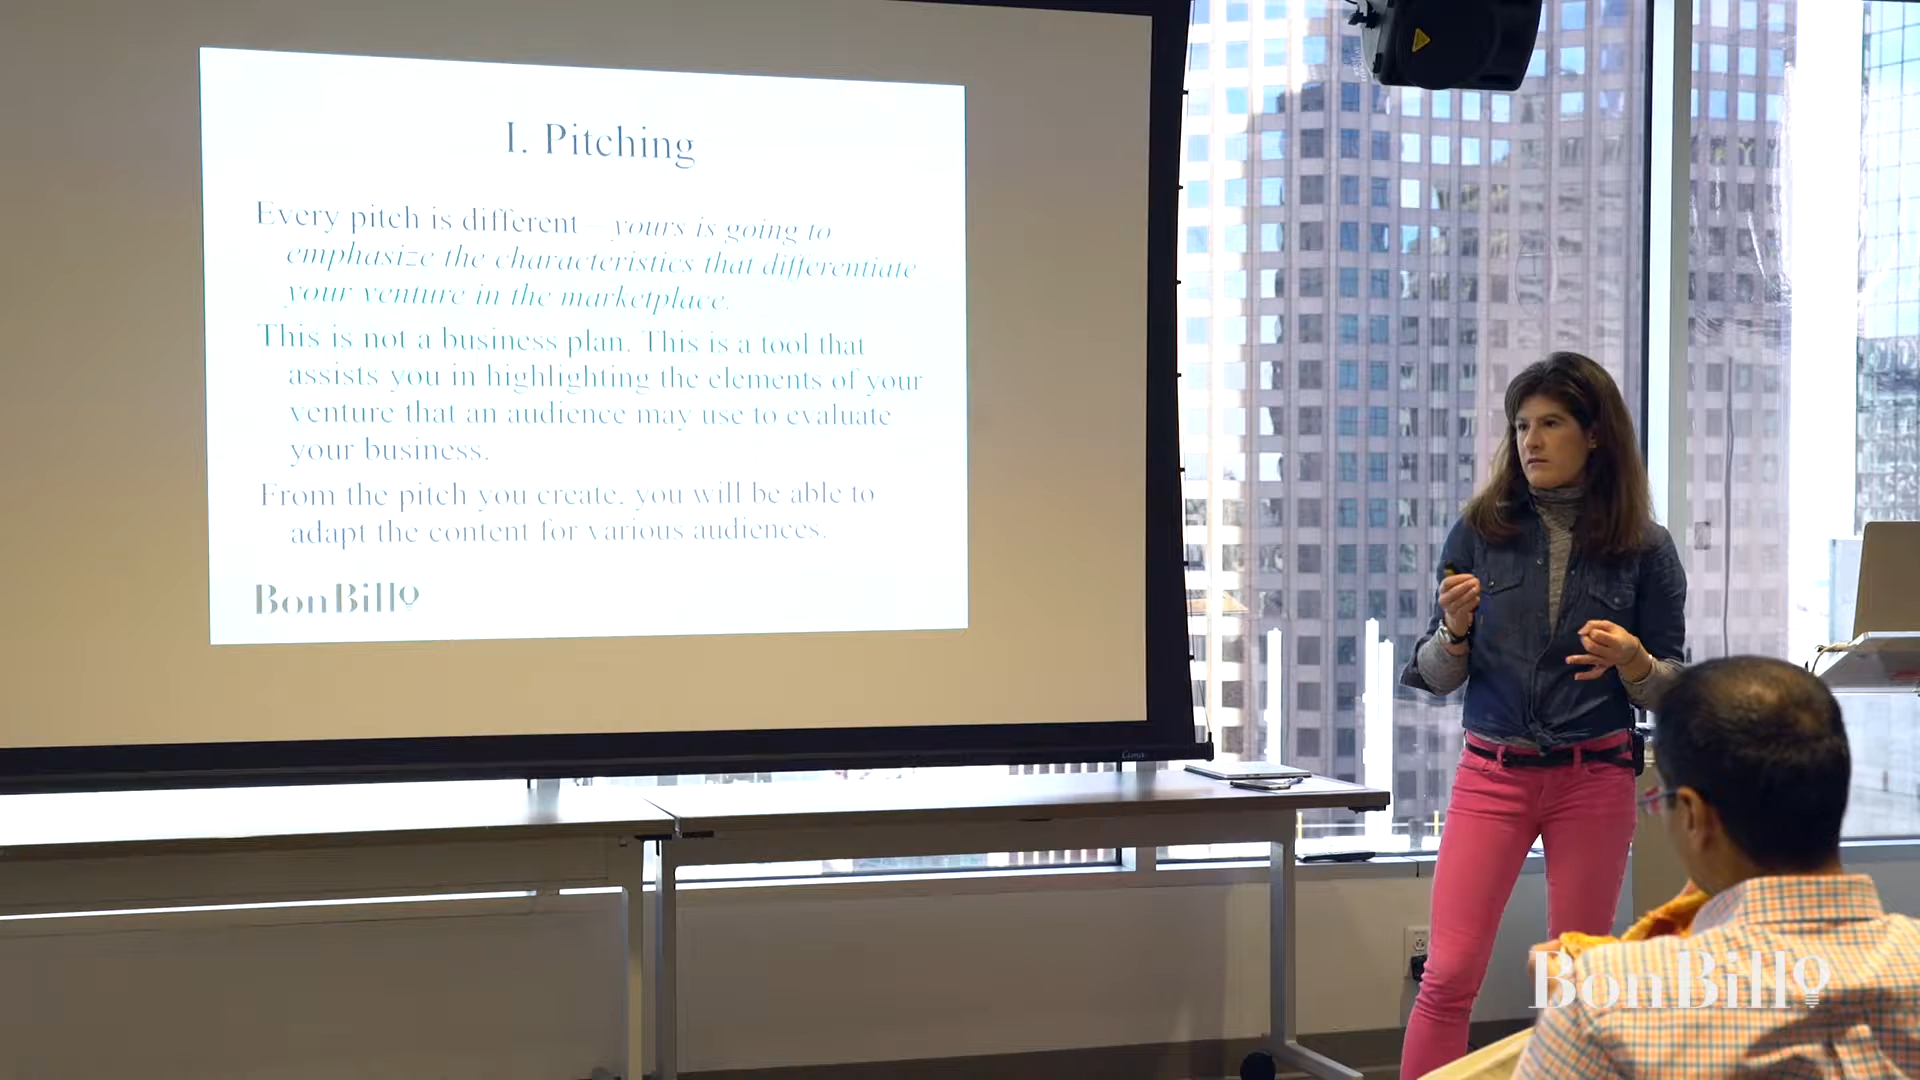 I. Pitching
Every pitch is different – yours is going to
emphasize the characteristics that differentiate
your venture in the marketplace.
This is not a business plan. This is a tool that
assists you in highlighting the elements of your
venture that an audience may use to evaluate
your business.
From the pitch you create, you will be able to
adapt the content for various audiences.
BonBillo
BonBillo